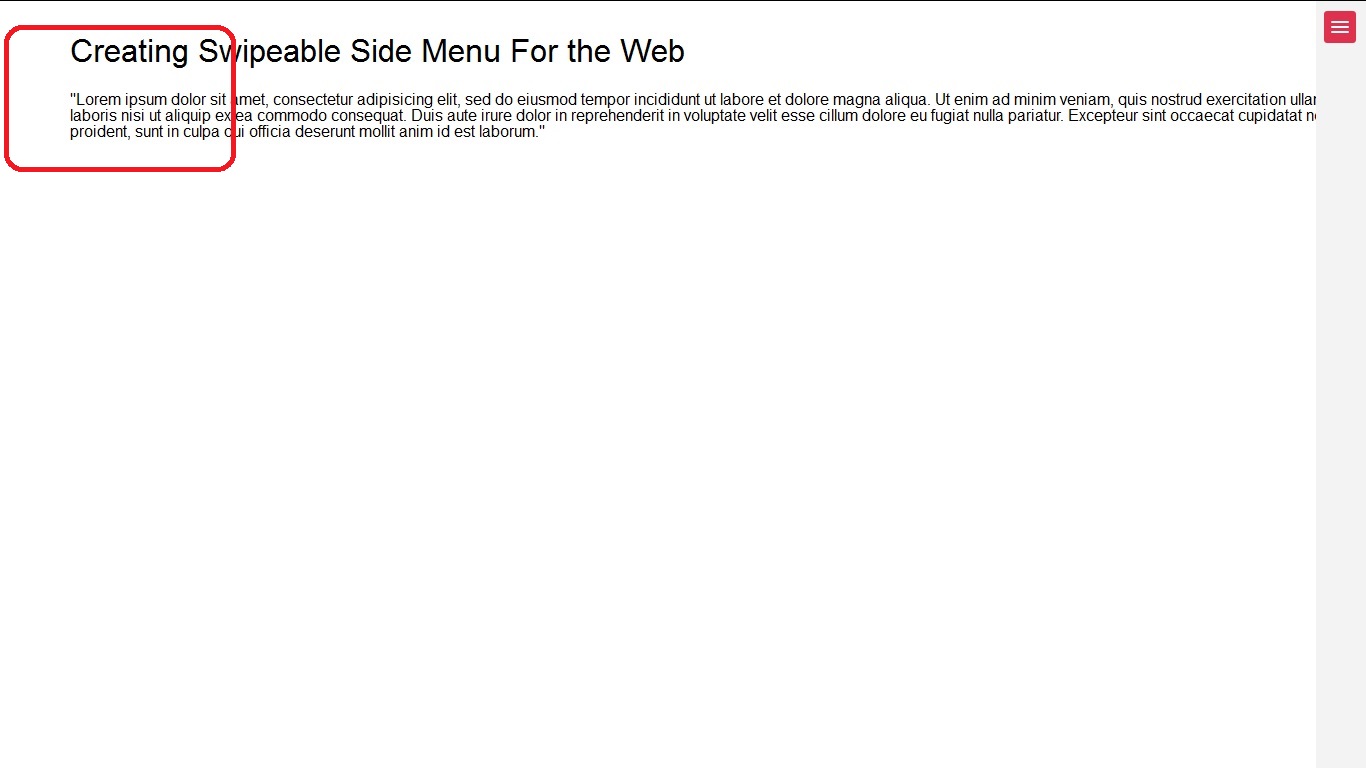 Creating Swipeable Side Menu For the Web
"Lorem ipsum dolor sit amet, consectetur adipisicing elit, sed do eiusmod tempor incididunt ut labore et dolore magna aliqua. Ut enim ad minim veniam, quis nostrud exercitation
laboris nisi ut aliquip ex ea commodo consequat. Duis aute irure dolor in reprehenderit in voluptate velit esse cillum dolore eu fugiat nulla pariatur. Excepteur sint occaecat cupidatat
proident, sunt in culpa qui officia deserunt mollit anim id est laborum."